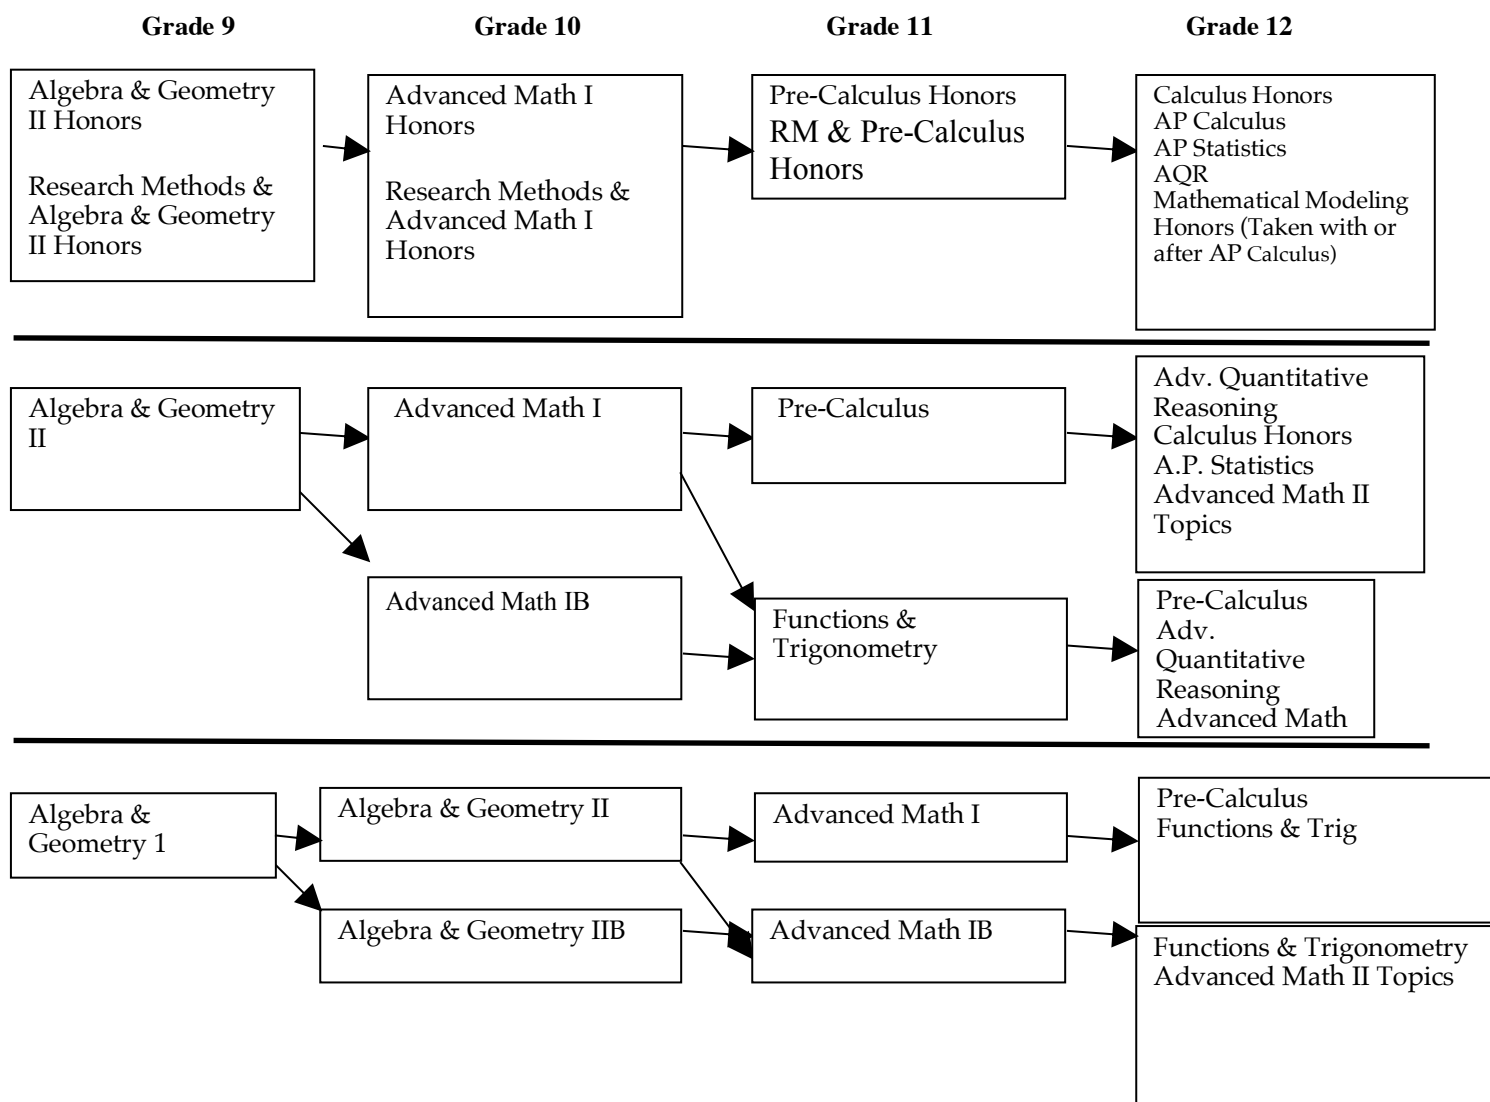 Grade 9
Grade 10
Grade 11
Grade 12
Algebra & Geometry
II Honors
Research Methods &
Algebra & Geometry
II Honors
Advanced Math I
Honors
Research Methods &
Advanced Math I
Honors
Pre-Calculus Honors
RM & Pre-Calculus
Honors
Calculus Honors
AP Calculus
AP Statistics
AQR
Mathematical Modeling
Honors (Taken with or
after AP Calculus)
Algebra & Geometry
II
Advanced Math I
Pre-Calculus
Adv. Quantitative
Reasoning
Calculus Honors
A.P. Statistics
Advanced Math II
Topics
Advanced Math IB
Functions &
Trigonometry
Pre-Calculus
Adv.
Quantitative
Reasoning
Advanced Math
Algebra &
Geometry 1
Algebra & Geometry II
Advanced Math I
Pre-Calculus
Functions & Trig
Algebra & Geometry IIB
Advanced Math IB
Functions & Trigonometry
Advanced Math II Topics